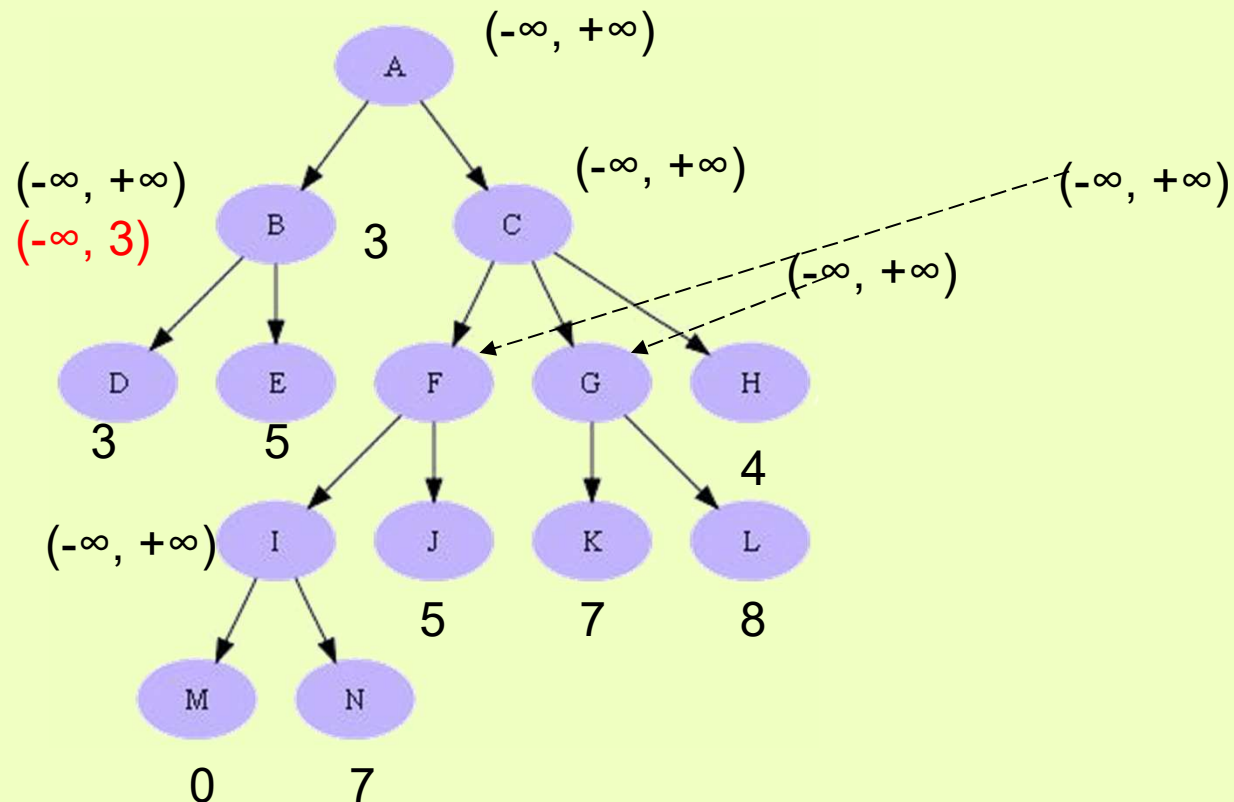 (-∞, +∞)
A
(-∞, +∞)
(-∞, +∞)
(-∞, +∞)
(-∞, 3)
B
3
C
(-∞, +∞)
D
E
F
G
H
3
5
4
(-∞, +∞)
I
J
K
L
5
7
8
M
N
0
7